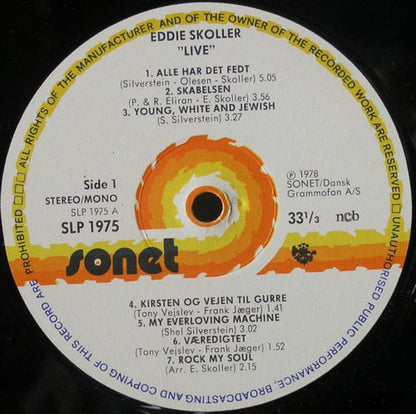 ALL RIGHTS OF THE MANUFACTURER AND OF THE OWNER OF THE RECORDED WORK ARE RESERVED □□□ UNAUTHORISED PUBLIC PERFORMANCE, BROADCASTING AND COPYING OF THIS RECORD ARE PROHIBITED □□□
EDDIE SKOLLER
"LIVE"
1. ALLE HAR DET FEDT
(Silverstein - Olesen - Skoller) 5.05
2. SKABELSEN
(P. & R. Eliran - E. Skoller) 3.56
3. YOUNG, WHITE AND JEWISH
(S. Silverstein) 3.27
Side 1
STEREO/MONO
SLP 1975 A
SLP 1975
℗ 1978
SONET/Dansk
Grammofon A/S
33 1/3 ncb
sonet
4. KIRSTEN OG VEJEN TIL GURRE
(Tony Vejslev - Frank Jæger) 1.41
5. MY EVERLOVING MACHINE
(Shel Silverstein) 3.02
6. VÆREDIGTET
(Tony Vejslev - Frank Jæger) 1.52
7. ROCK MY SOUL
(Arr. E. Skoller) 2.15